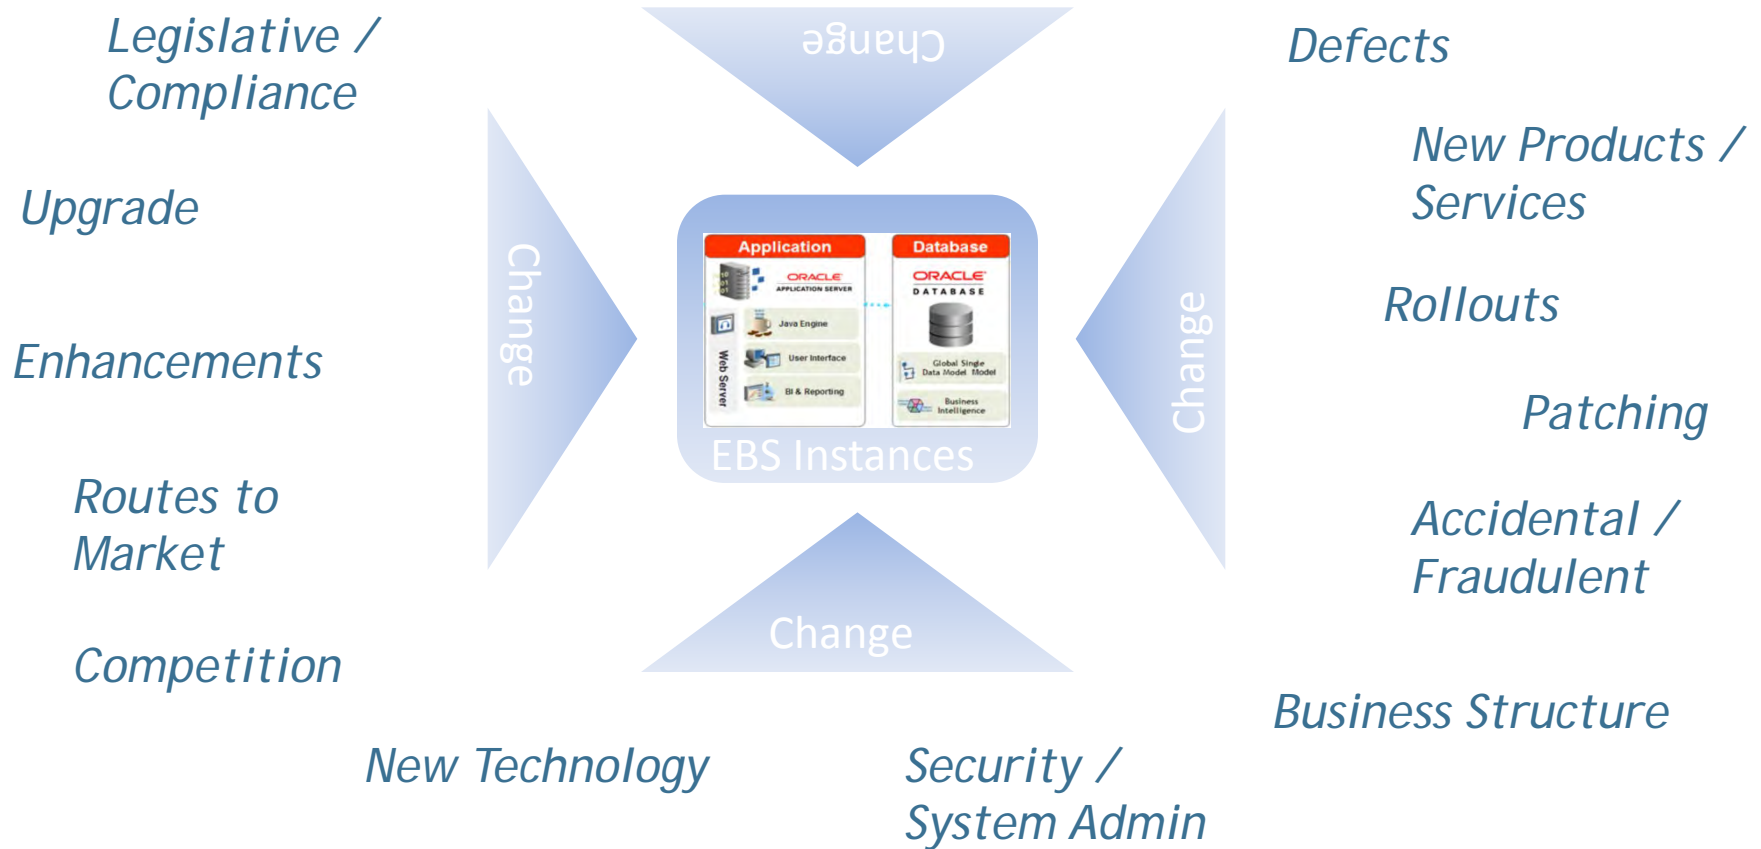 Legislative /
Compliance
Upgrade
Enhancements
Routes to
Market
Competition
New Technology
Change
Change
Application
ORACLE
APPLICATION SERVER
Web Server
Java Engine
User Interface
BI & Reporting
Database
ORACLE
DATABASE
Global Single
Data Model Model
Business
Intelligence
EBS Instances
Change
Change
Defects
New Products /
Services
Rollouts
Patching
Accidental /
Fraudulent
Business Structure
Security /
System Admin